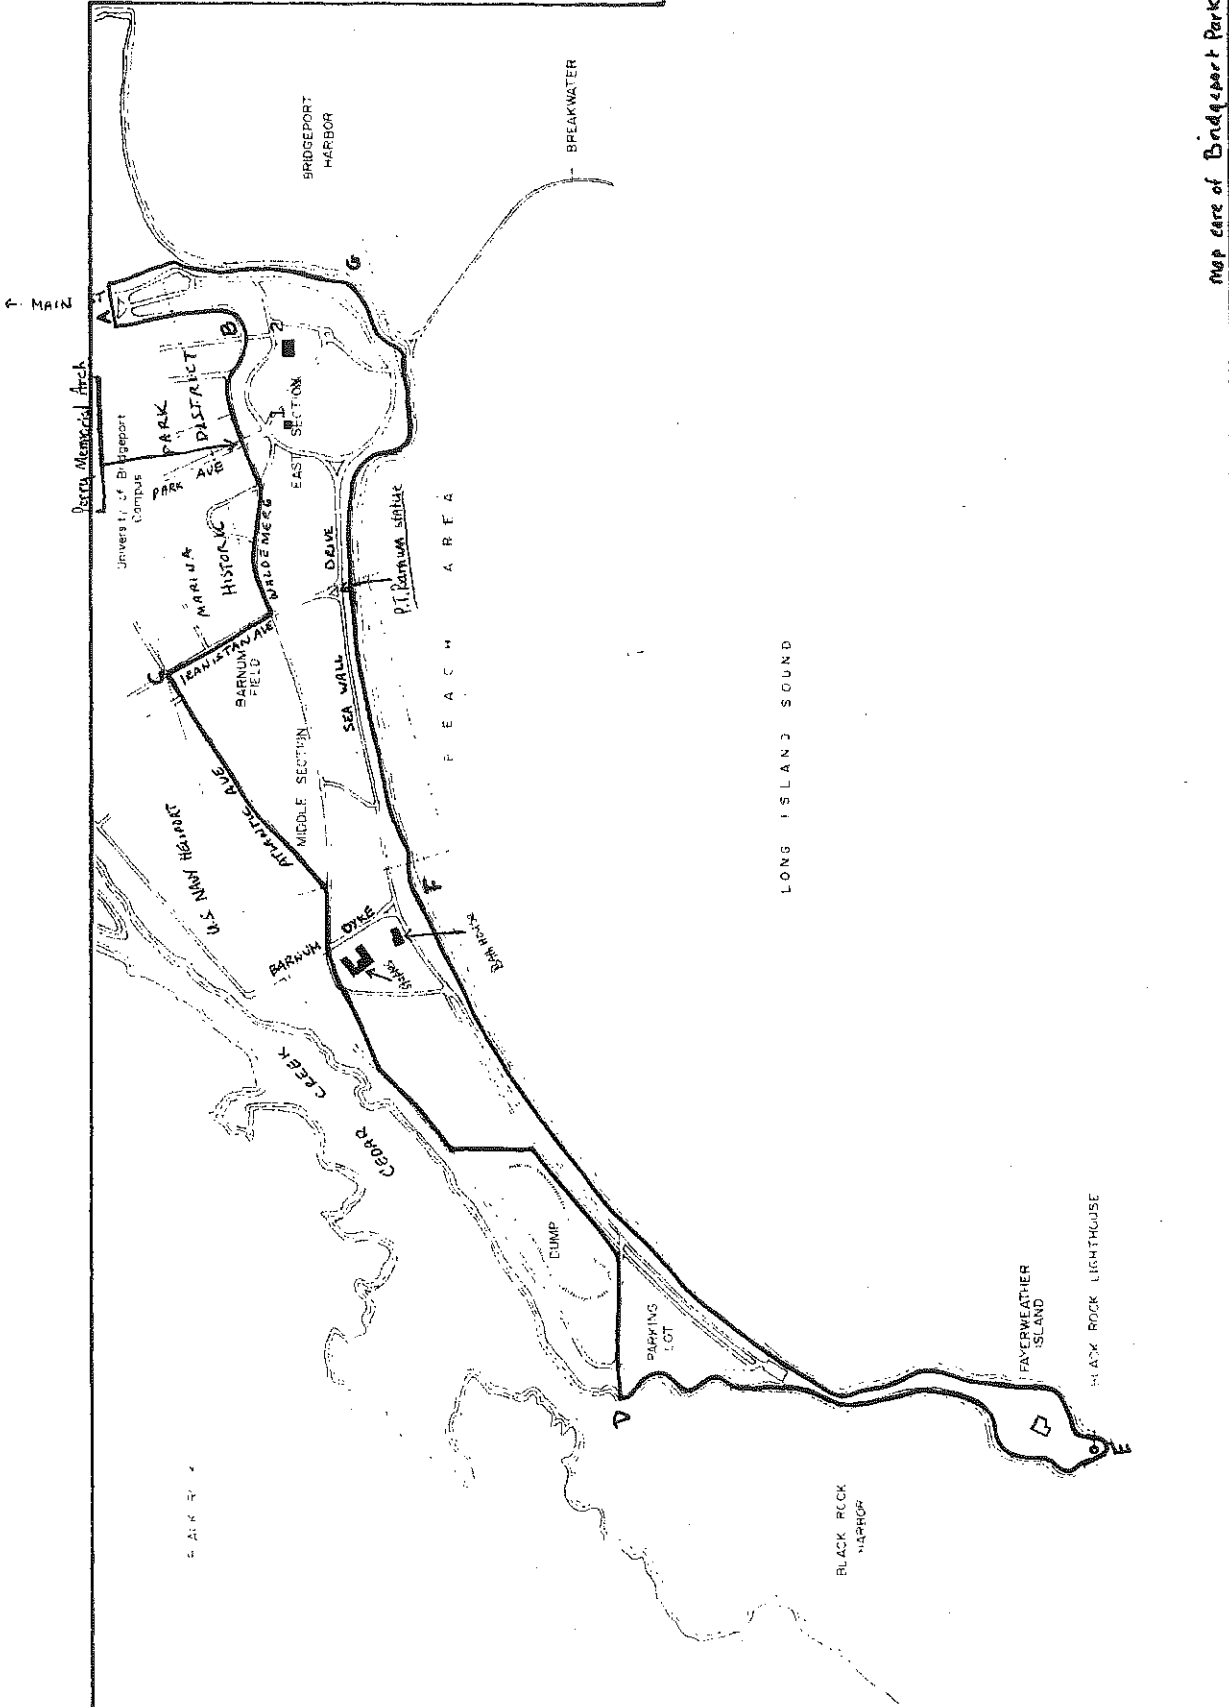 Map care of Bridgeport Park
↑ MAIN
Perry Memorial Arch
University of Bridgeport
Campus
PARK
DISTRICT
PARK AVE
MARINA
HISTORIC
WALDEMERE
IRANISTAN AVE
BARNUM
FIELD
ATLANTIC AVE
U.S. NAVY HELIPORT
MIDDLE SECTION
EAST SECTION
1
2
A
H
B
C
D
E
F
G
SEA WALL DRIVE
P.T. Barnum statue
BEACH AREA
BRIDGEPORT
HARBOR
BREAKWATER
BARNUM DYKE
BATH HOUSE
CEDAR CREEK
DUMP
PARKING
LOT
LONG ISLAND SOUND
FAYERWEATHER
ISLAND
BLACK ROCK LIGHTHOUSE
BLACK ROCK
HARBOR